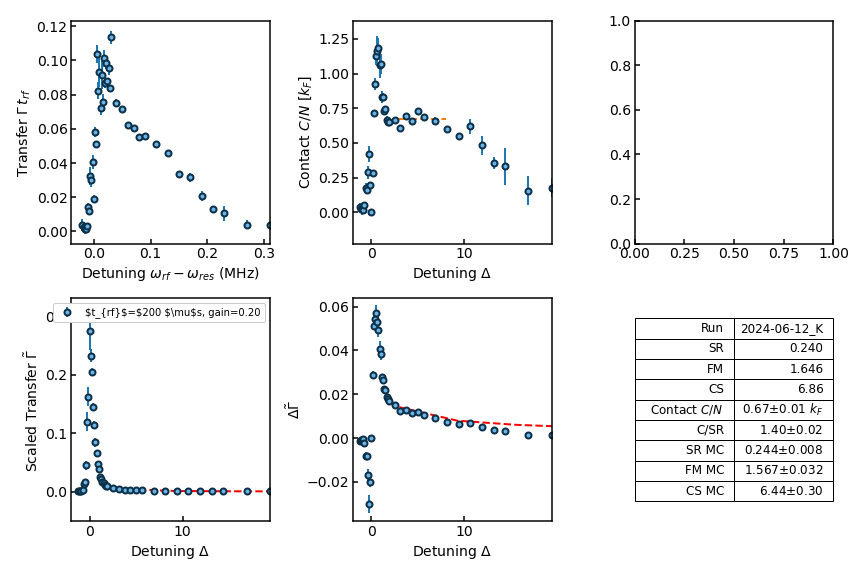 0.12
0.10
0.08
0.06
0.04
0.02
0.00
Transfer Γ t_rf
0.0
0.1
0.2
0.3
Detuning ω_rf − ω_res (MHz)
1.25
1.00
0.75
0.50
0.25
0.00
Contact C/N [k_F]
0
10
Detuning Δ
1.0
0.8
0.6
0.4
0.2
0.0
0.00
0.25
0.50
0.75
1.00
$t_{rf}$=$200 $\mu$s, gain=0.20
0.2
0.1
0.0
Scaled Transfer Γ̃
0
10
Detuning Δ
0.06
0.04
0.02
0.00
−0.02
ΔΓ̃
0
10
Detuning Δ
Run 2024-06-12_K
SR 0.240
FM 1.646
CS 6.86
Contact C/N 0.67±0.01 k_F
C/SR 1.40±0.02
SR MC 0.244±0.008
FM MC 1.567±0.032
CS MC 6.44±0.30